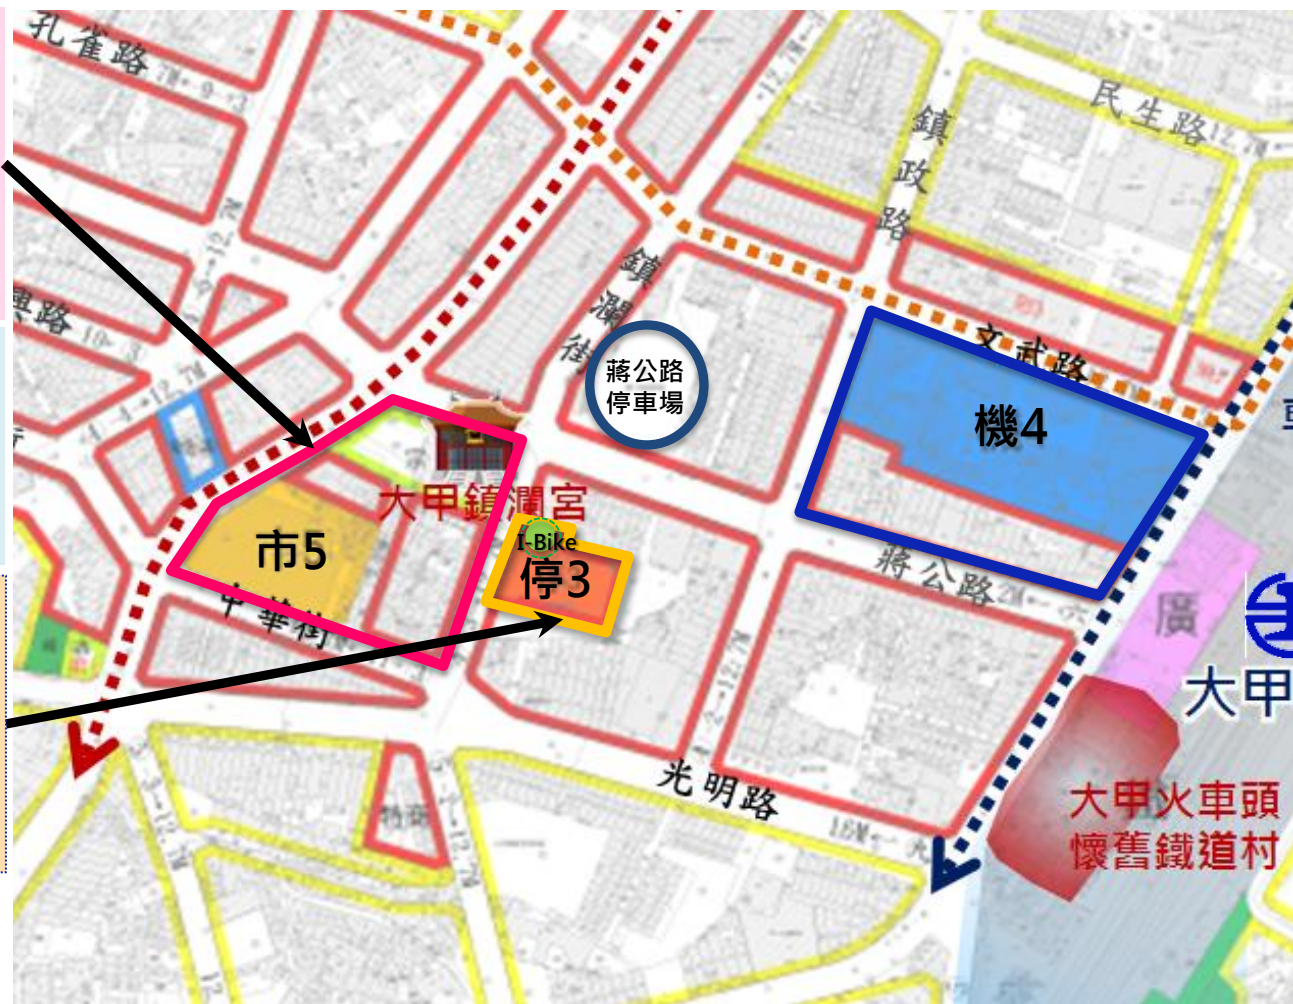 孔雀路
民生路
鎮政路
鎮瀾街
蔣公路
停車場
文武路
機4
大甲鎮瀾宮
I-Bike
停3
市5
中華街
蔣公路
廣
大甲
光明路
大甲火車頭
懷舊鐵道村